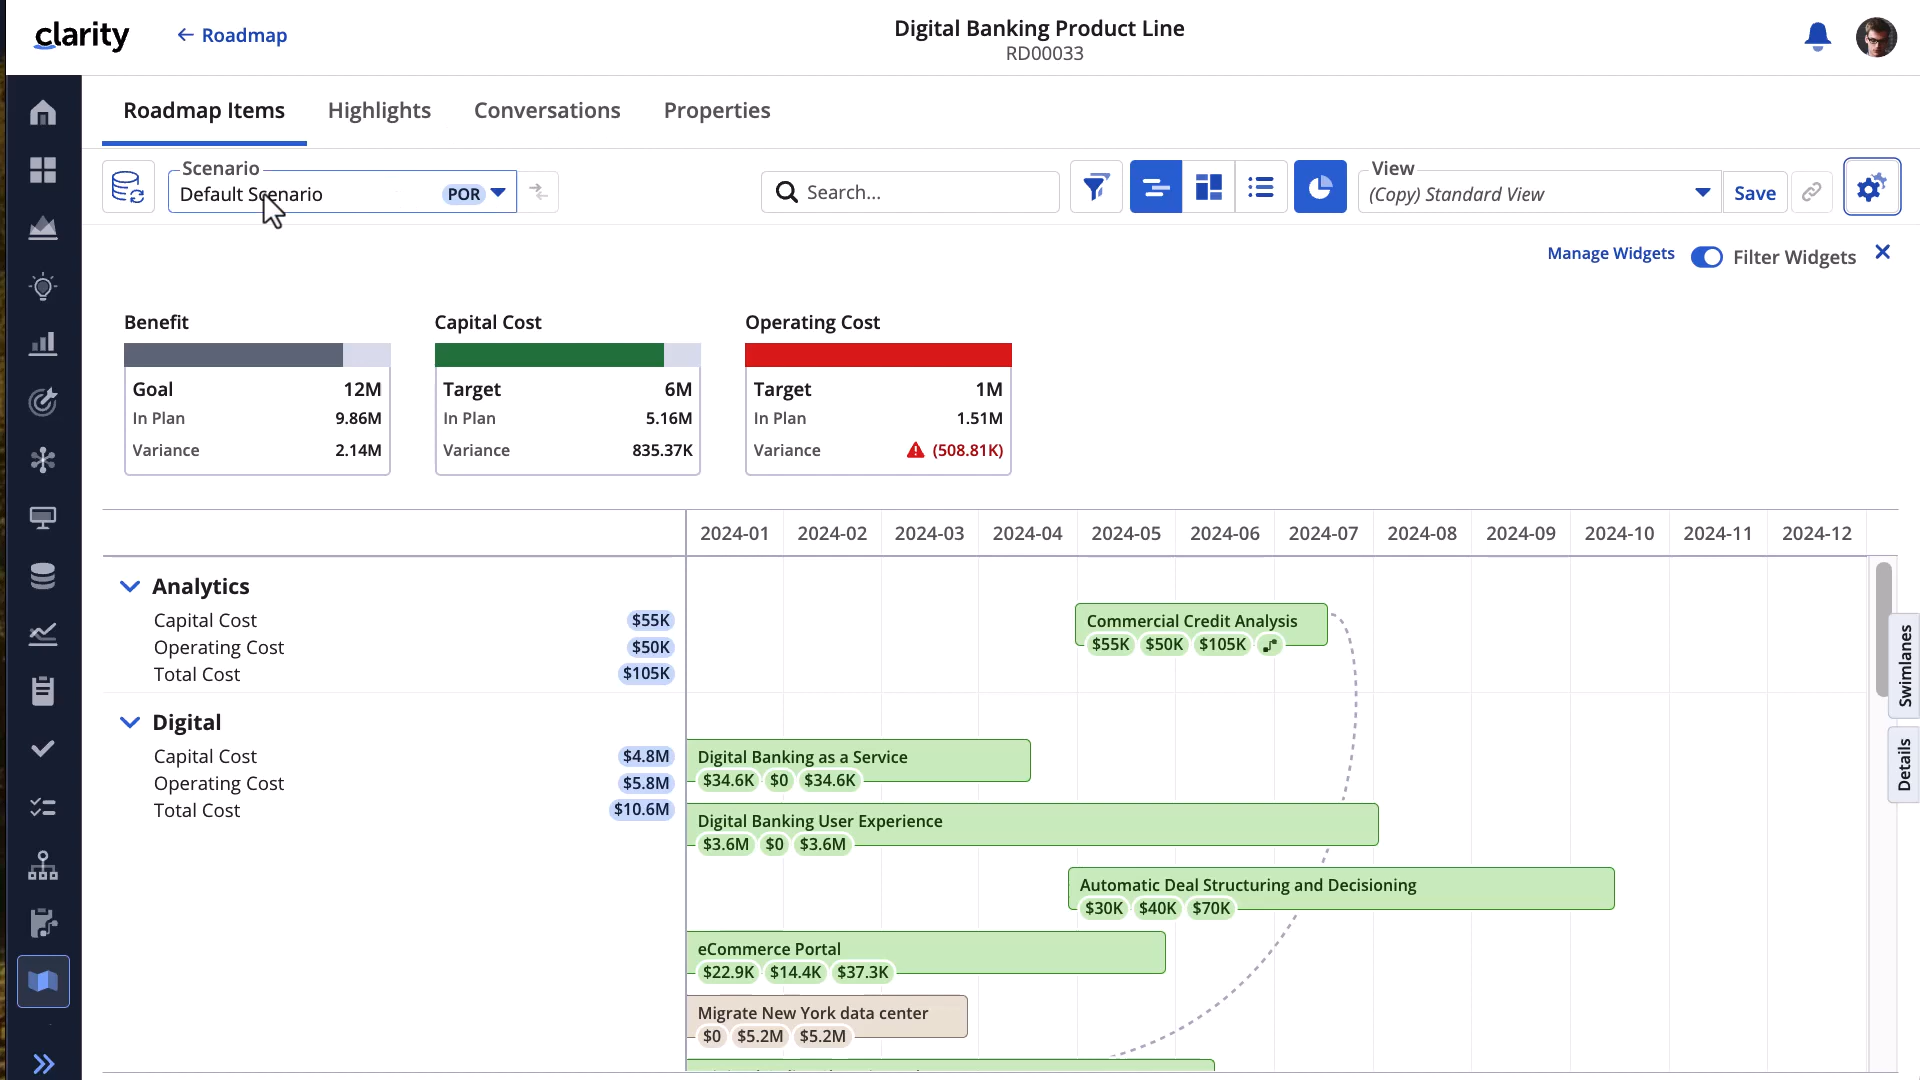 clarity
← Roadmap
Digital Banking Product Line
RD00033
Roadmap Items
Highlights
Conversations
Properties
Scenario
Default Scenario
POR
Search...
View
(Copy) Standard View
Save
Manage Widgets
Filter Widgets
Benefit
Goal 12M
In Plan 9.86M
Variance 2.14M
Capital Cost
Target 6M
In Plan 5.16M
Variance 835.37K
Operating Cost
Target 1M
In Plan 1.51M
Variance (508.81K)
2024-01 2024-02 2024-03 2024-04 2024-05 2024-06 2024-07 2024-08 2024-09 2024-10 2024-11 2024-12
Analytics
Capital Cost $55K
Operating Cost $50K
Total Cost $105K
Commercial Credit Analysis
$55K $50K $105K
Digital
Capital Cost $4.8M
Operating Cost $5.8M
Total Cost $10.6M
Digital Banking as a Service
$34.6K $0 $34.6K
Digital Banking User Experience
$3.6M $0 $3.6M
Automatic Deal Structuring and Decisioning
$30K $40K $70K
eCommerce Portal
$22.9K $14.4K $37.3K
Migrate New York data center
$0 $5.2M $5.2M
Swimlanes
Details